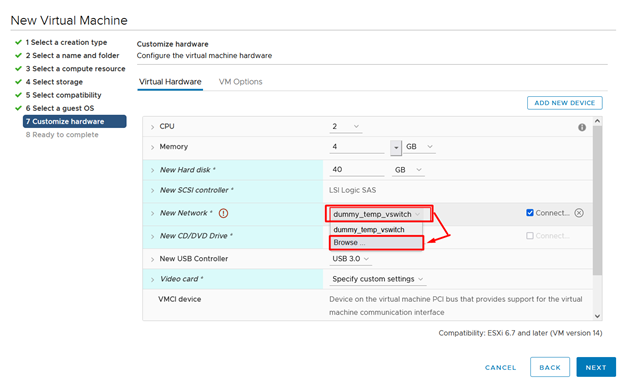 New Virtual Machine
1 Select a creation type
2 Select a name and folder
3 Select a compute resource
4 Select storage
5 Select compatibility
6 Select a guest OS
7 Customize hardware
8 Ready to complete
Customize hardware
Configure the virtual machine hardware
Virtual Hardware
VM Options
ADD NEW DEVICE
CPU
2
Memory
4
GB
New Hard disk *
40
GB
New SCSI controller *
LSI Logic SAS
New Network *
dummy_temp_vswitch
Connect...
dummy_temp_vswitch
Browse ...
New CD/DVD Drive *
Connect...
New USB Controller
USB 3.0
Video card *
Specify custom settings
VMCI device
Device on the virtual machine PCI bus that provides support for the virtual
machine communication interface
Compatibility: ESXi 6.7 and later (VM version 14)
CANCEL
BACK
NEXT